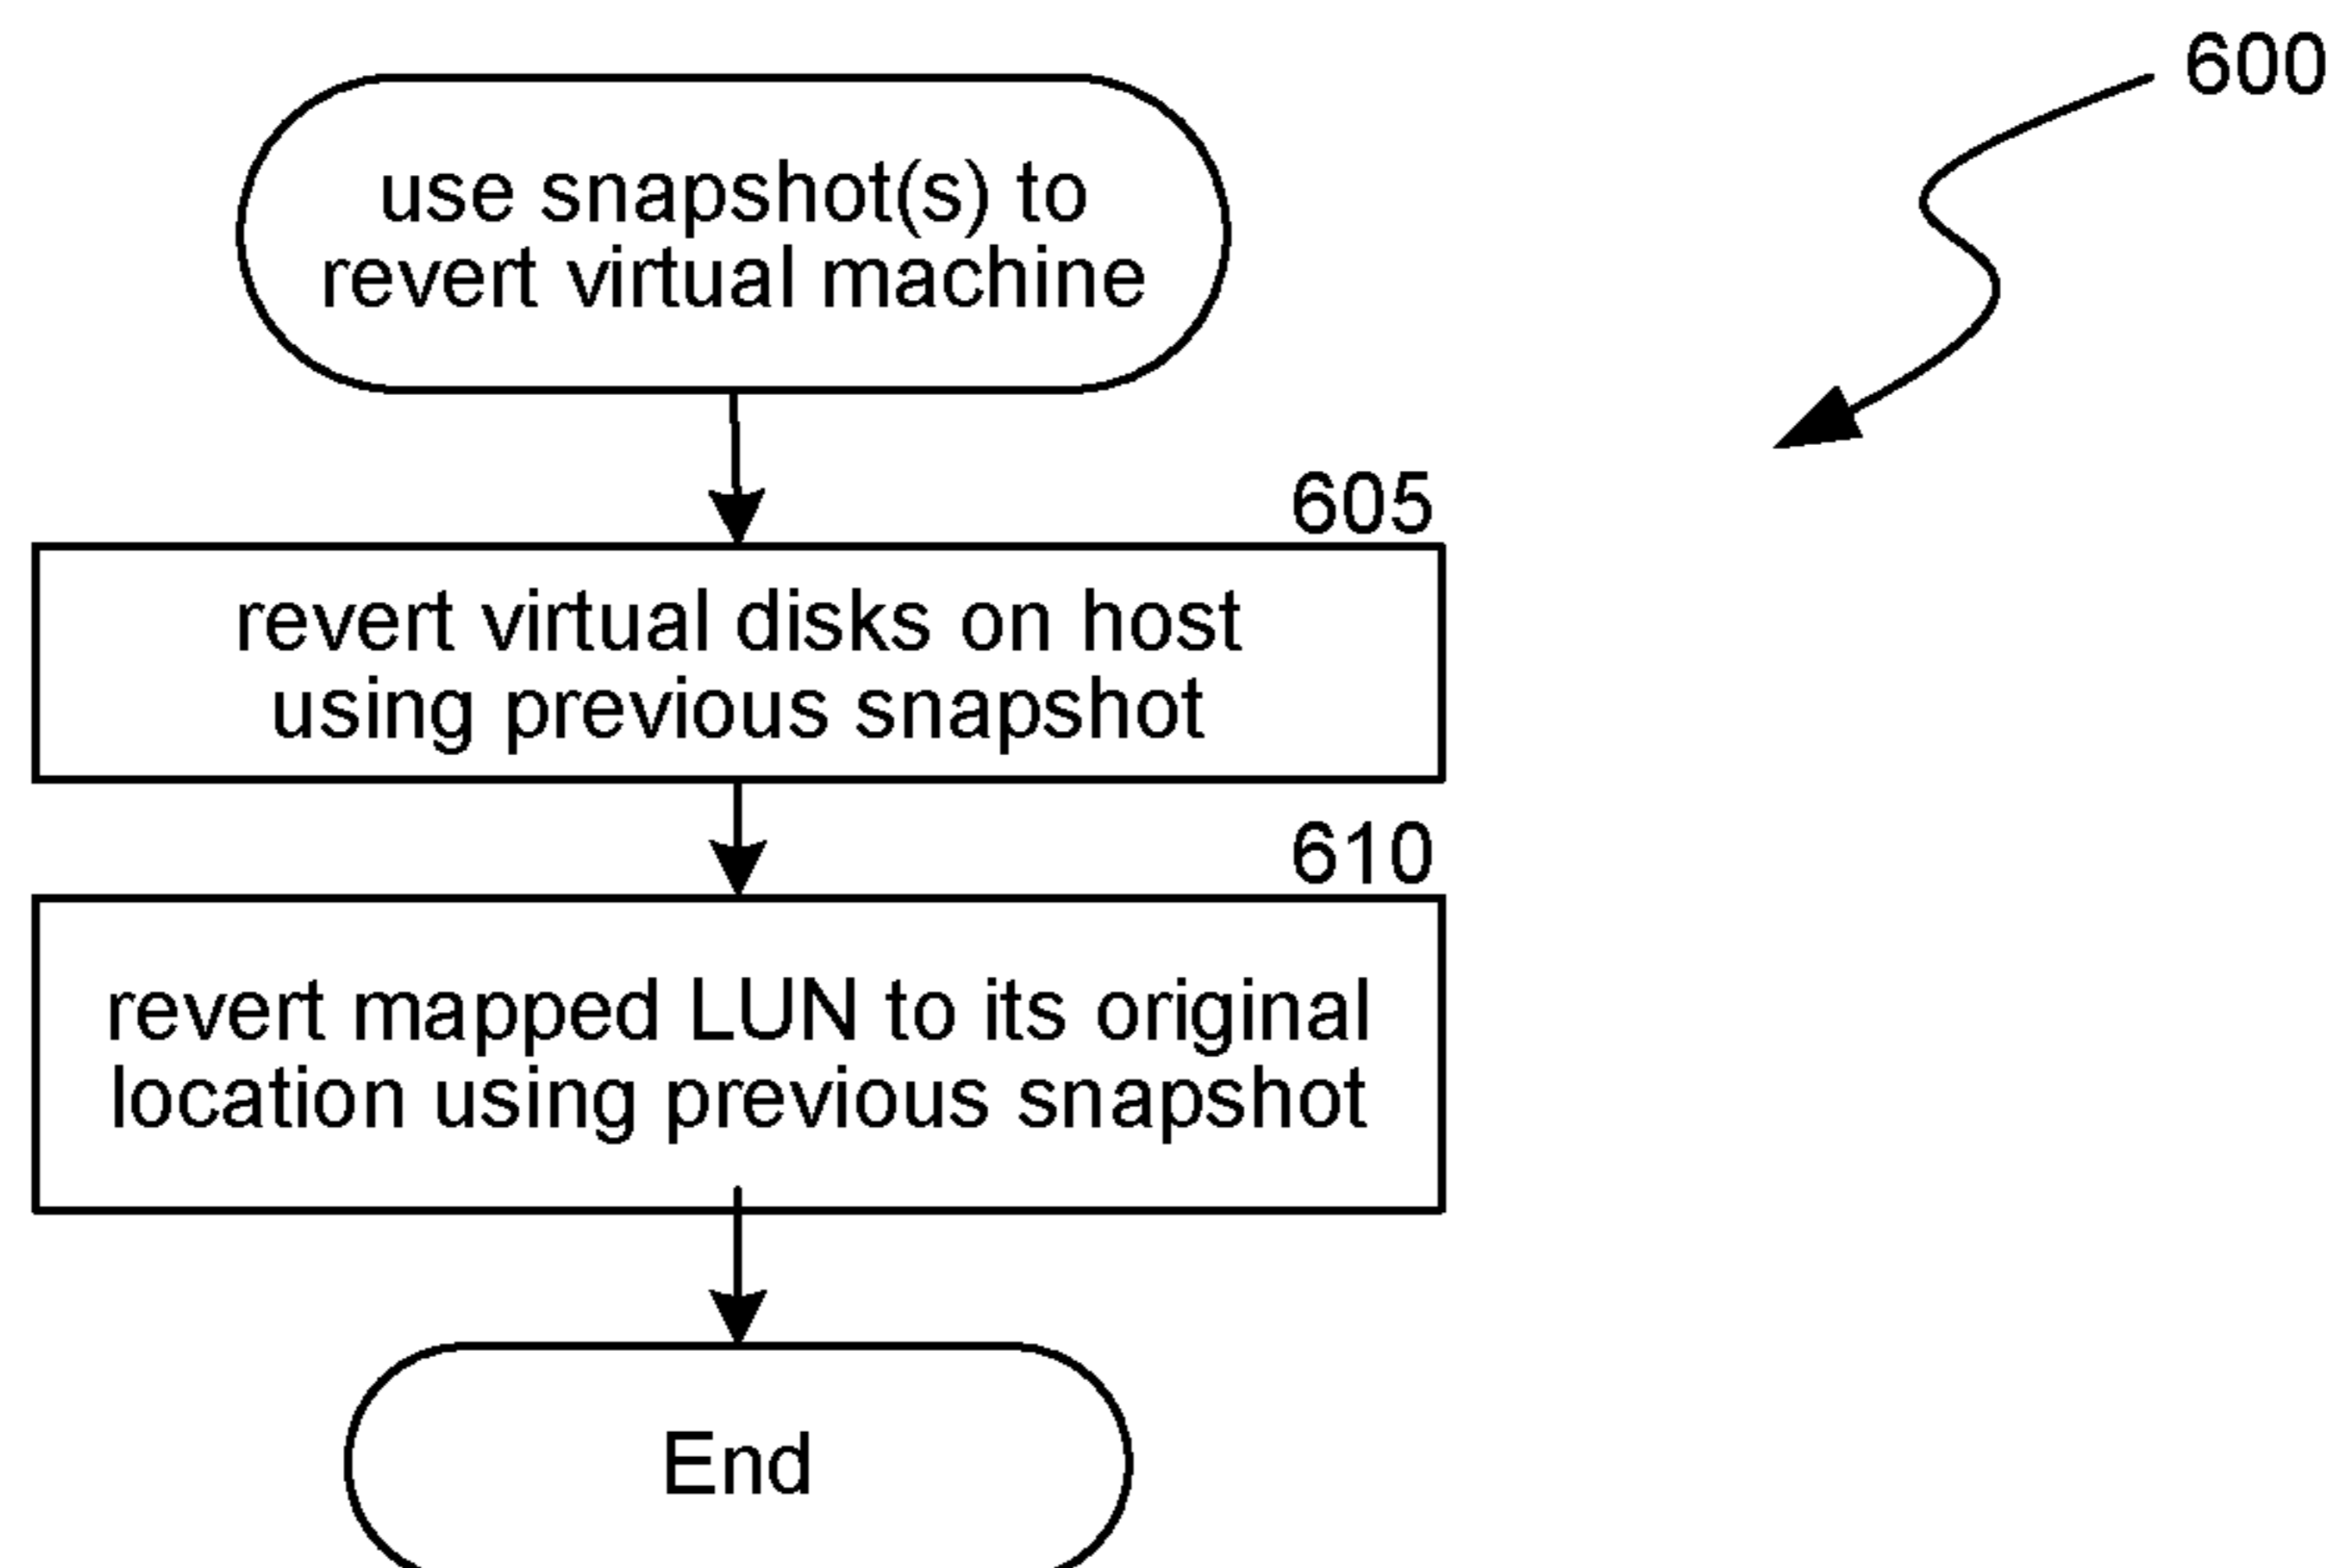 600
use snapshot(s) to
revert virtual machine
605
revert virtual disks on host
using previous snapshot
610
revert mapped LUN to its original
location using previous snapshot
End